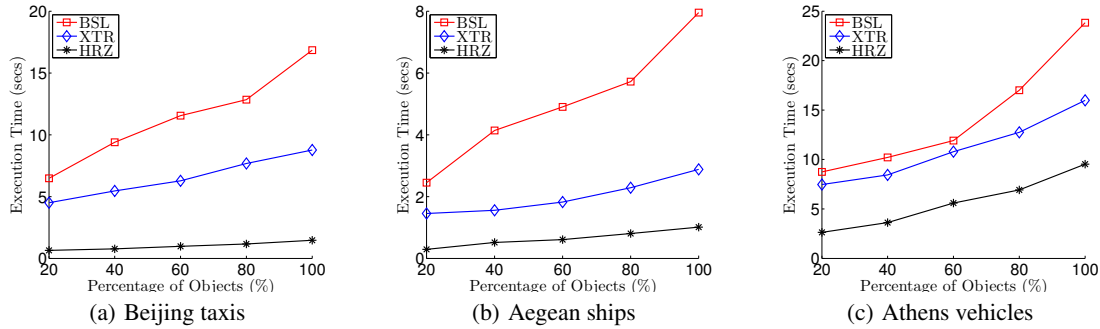 20
15
10
5
0
Execution Time (secs)
BSL
XTR
HRZ
20 40 60 80 100
Percentage of Objects (%)
(a) Beijing taxis
8
6
4
2
0
Execution Time (secs)
BSL
XTR
HRZ
20 40 60 80 100
Percentage of Objects (%)
(b) Aegean ships
25
20
15
10
5
0
Execution Time (secs)
BSL
XTR
HRZ
20 40 60 80 100
Percentage of Objects (%)
(c) Athens vehicles